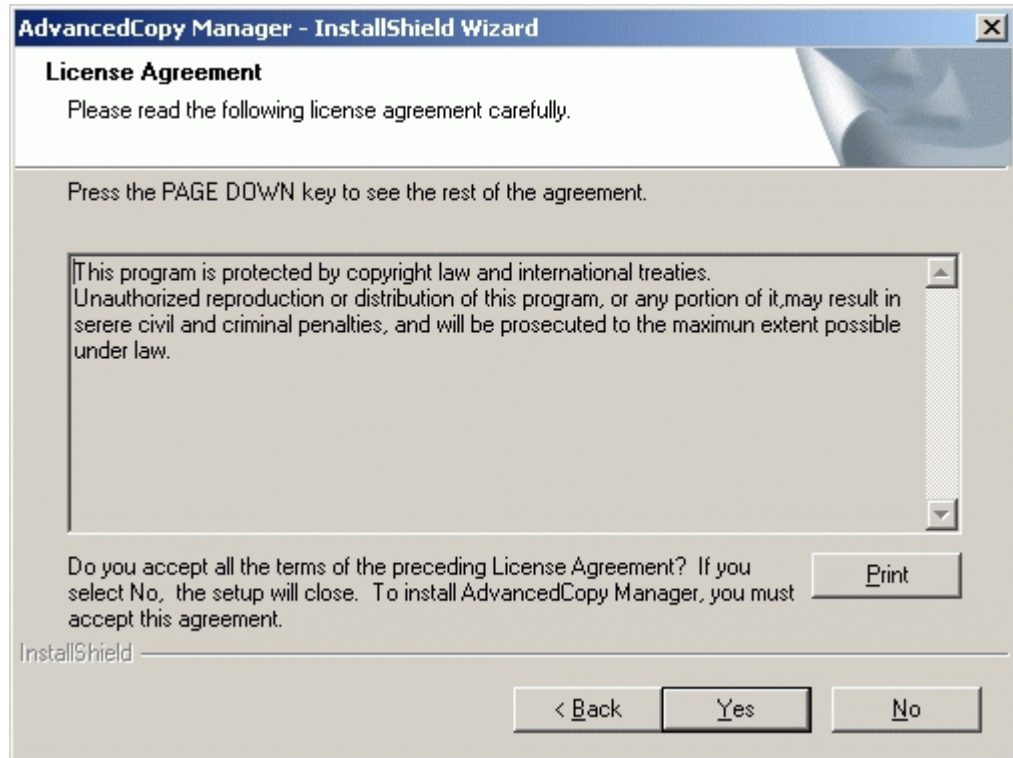 AdvancedCopy Manager - InstallShield Wizard
License Agreement
Please read the following license agreement carefully.
Press the PAGE DOWN key to see the rest of the agreement.
This program is protected by copyright law and international treaties.
Unauthorized reproduction or distribution of this program, or any portion of it,may result in
serere civil and criminal penalties, and will be prosecuted to the maximun extent possible
under law.
Do you accept all the terms of the preceding License Agreement?  If you
select No,  the setup will close.  To install AdvancedCopy Manager, you must
accept this agreement.
Print
InstallShield
< Back
Yes
No